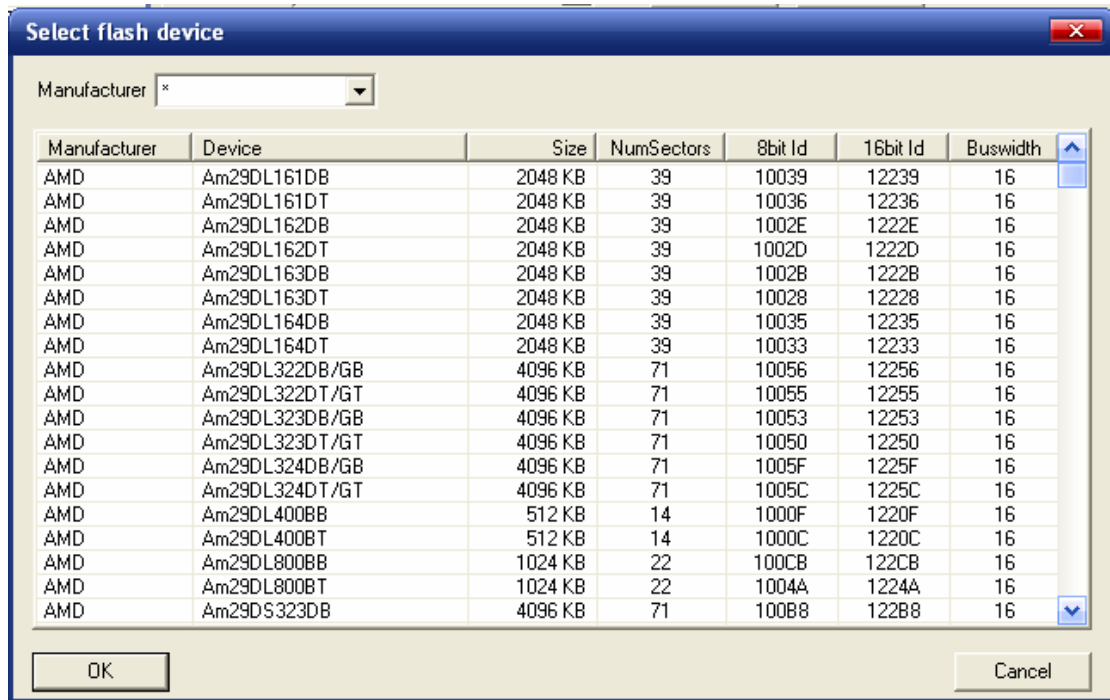 Select flash device
Manufacturer *
Manufacturer Device Size NumSectors 8bit Id 16bit Id Buswidth
AMD Am29DL161DB 2048 KB 39 10039 12239 16
AMD Am29DL161DT 2048 KB 39 10036 12236 16
AMD Am29DL162DB 2048 KB 39 1002E 1222E 16
AMD Am29DL162DT 2048 KB 39 1002D 1222D 16
AMD Am29DL163DB 2048 KB 39 1002B 1222B 16
AMD Am29DL163DT 2048 KB 39 10028 12228 16
AMD Am29DL164DB 2048 KB 39 10035 12235 16
AMD Am29DL164DT 2048 KB 39 10033 12233 16
AMD Am29DL322DB/GB 4096 KB 71 10056 12256 16
AMD Am29DL322DT/GT 4096 KB 71 10055 12255 16
AMD Am29DL323DB/GB 4096 KB 71 10053 12253 16
AMD Am29DL323DT/GT 4096 KB 71 10050 12250 16
AMD Am29DL324DB/GB 4096 KB 71 1005F 1225F 16
AMD Am29DL324DT/GT 4096 KB 71 1005C 1225C 16
AMD Am29DL400BB 512 KB 14 1000F 1220F 16
AMD Am29DL400BT 512 KB 14 1000C 1220C 16
AMD Am29DL800BB 1024 KB 22 100CB 122CB 16
AMD Am29DL800BT 1024 KB 22 1004A 1224A 16
AMD Am29DS323DB 4096 KB 71 100B8 122B8 16
OK Cancel